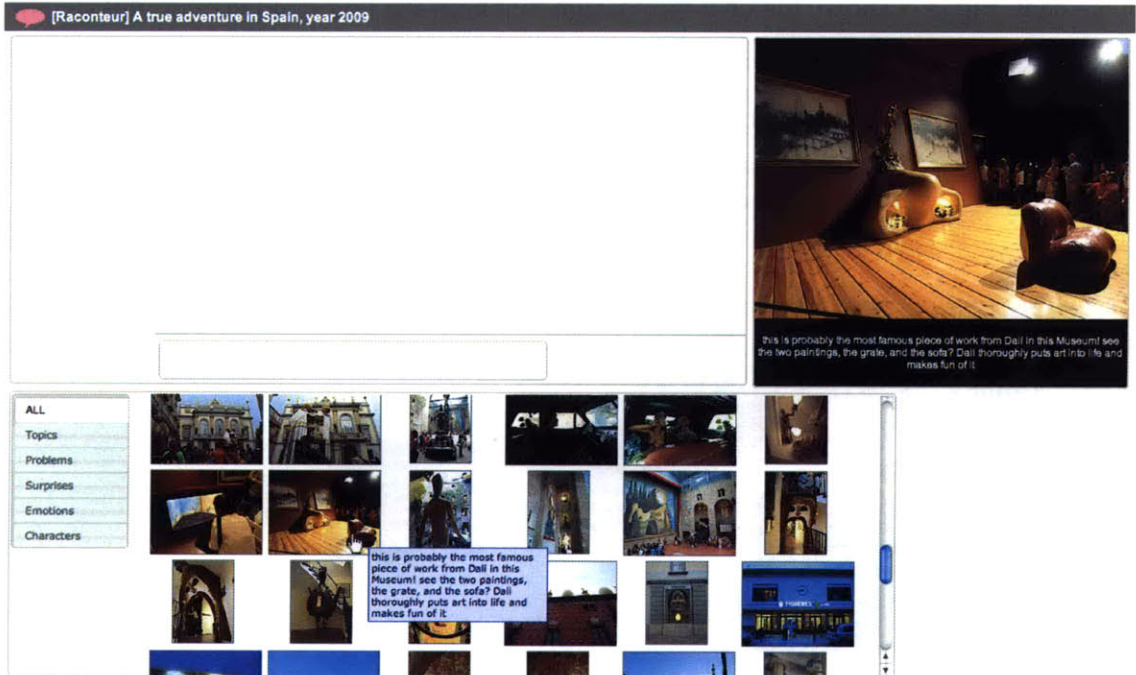 [Raconteur] A true adventure in Spain, year 2009
this is probably the most famous piece of work from Dali in this Museum! see
the two paintings, the grate, and the sofa? Dali thoroughly puts art into life and
makes fun of it
ALL
Topics
Problems
Surprises
Emotions
Characters
this is probably the most famous
piece of work from Dali in this
Museum! see the two paintings,
the grate, and the sofa? Dali
thoroughly puts art into life and
makes fun of it
FIGUERES